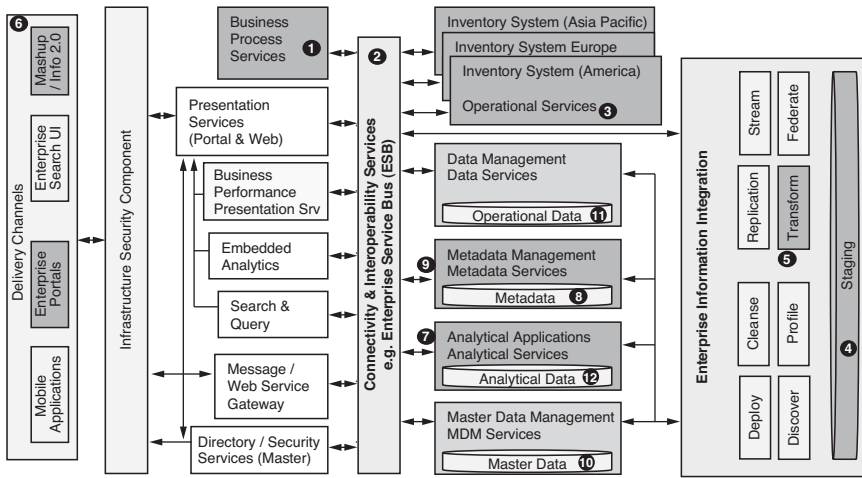 6
Delivery Channels
Mashup
/ Info 2.0
Enterprise
Search UI
Enterprise
Portals
Mobile
Applications
Infrastructure Security Component
Business
Process
Services
1
Presentation
Services
(Portal & Web)
Business
Performance
Presentation Srv
Embedded
Analytics
Search &
Query
Message /
Web Service
Gateway
Directory / Security
Services (Master)
2
Connectivity & Interoperability Services
e.g. Enterprise Service Bus (ESB)
Inventory System (Asia Pacific)
Inventory System Europe
Inventory System (America)
Operational Services
3
Data Management
Data Services
Operational Data
11
9
Metadata Management
Metadata Services
Metadata
8
7
Analytical Applications
Analytical Services
Analytical Data
12
Master Data Management
MDM Services
Master Data
10
Enterprise Information Integration
Stream
Federate
Replication
Transform
5
Cleanse
Profile
Deploy
Discover
Staging
4